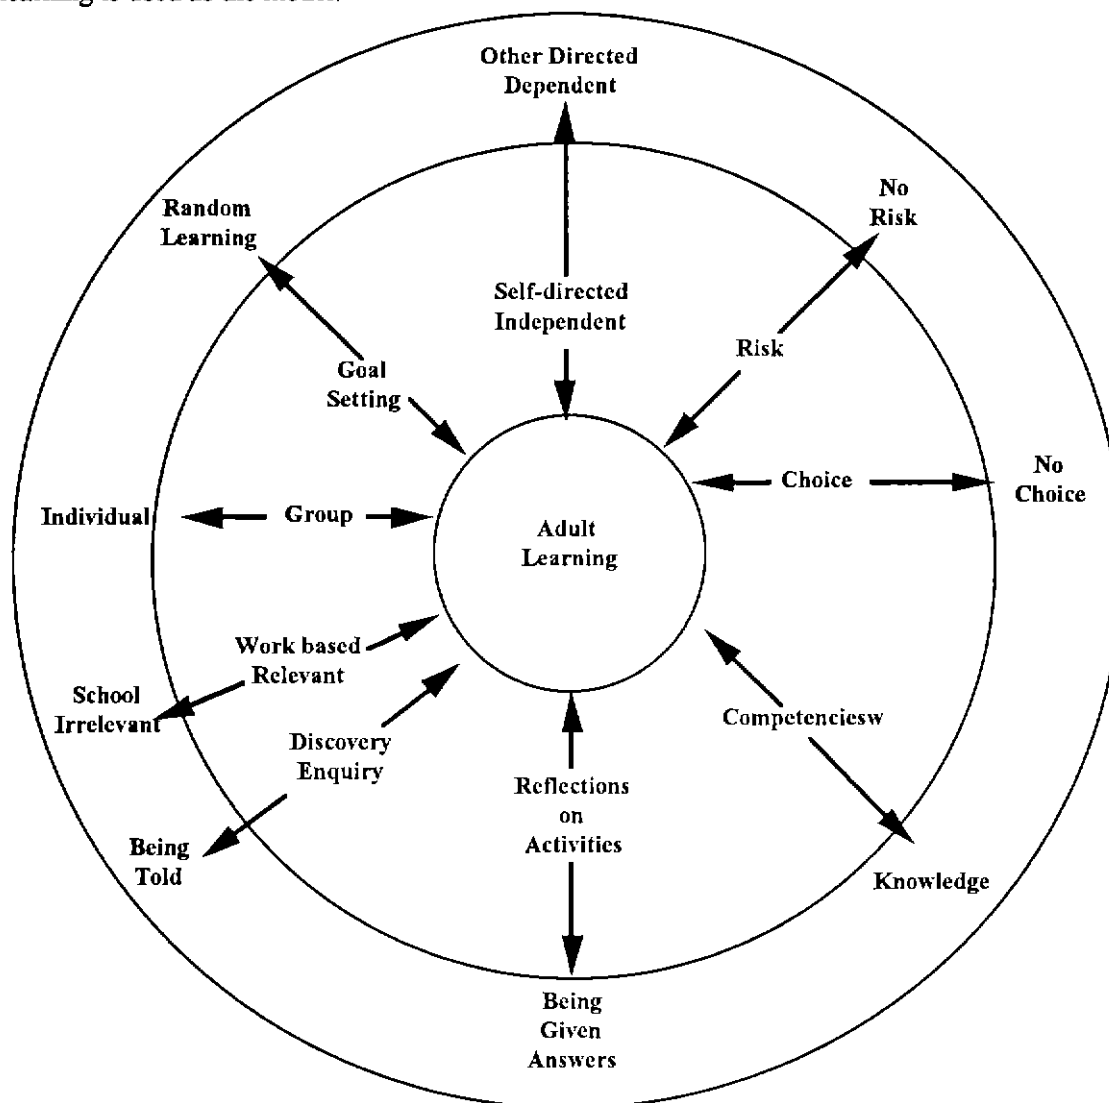 Other Directed
Dependent
No
Risk
Random
Learning
Self-directed
Independent
Risk
Goal
Setting
No
Choice
Choice
Individual
Group
Adult
Learning
Work based
Relevant
School
Irrelevant
Competenciesw
Discovery
Enquiry
Reflections
on
Activities
Being
Told
Knowledge
Being
Given
Answers